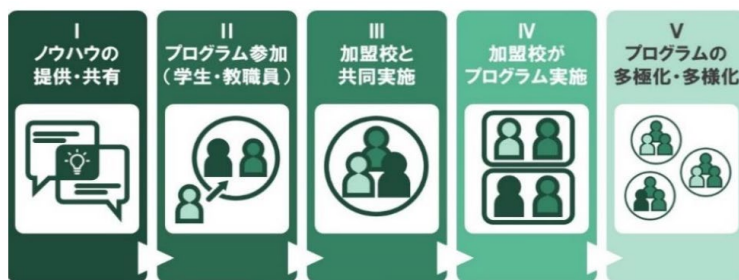 I
ノウハウの
提供・共有
II
プログラム参加
（学生・教職員）
III
加盟校と
共同実施
IV
加盟校が
プログラム実施
V
プログラムの
多極化・多様化